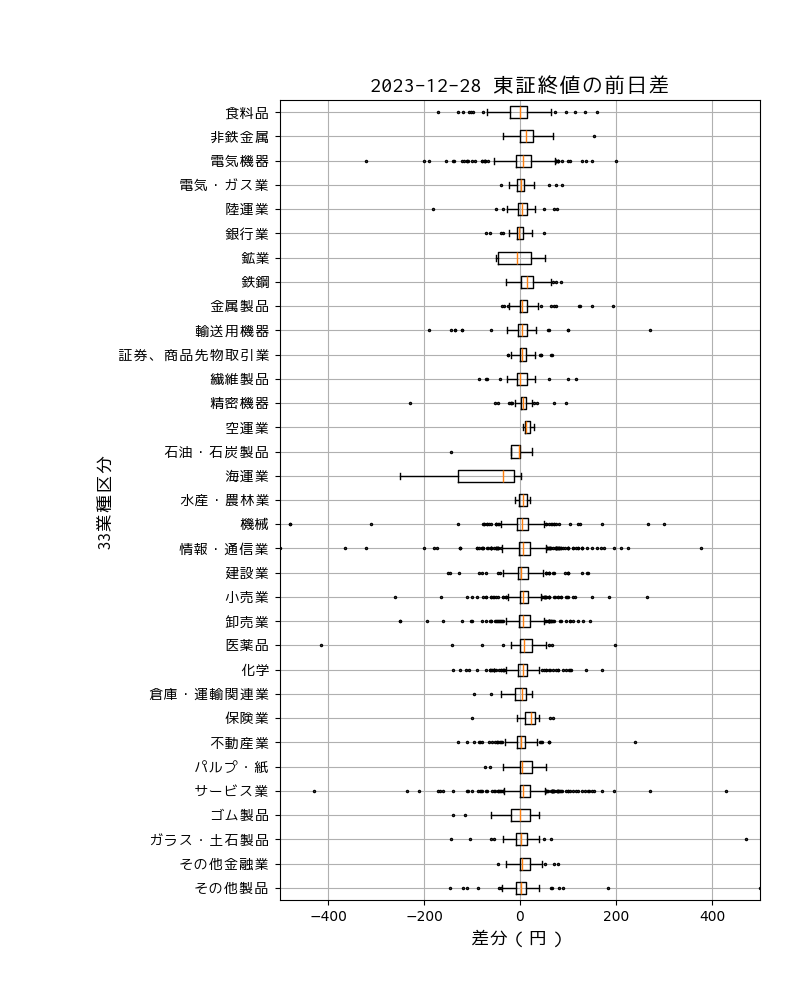 2023-12-28 東証終値の前日差
食料品
非鉄金属
電気機器
電気・ガス業
陸運業
銀行業
鉱業
鉄鋼
金属製品
輸送用機器
証券、商品先物取引業
繊維製品
精密機器
空運業
石油・石炭製品
海運業
水産・農林業
機械
情報・通信業
建設業
小売業
卸売業
医薬品
化学
倉庫・運輸関連業
保険業
不動産業
パルプ・紙
サービス業
ゴム製品
ガラス・土石製品
その他金融業
その他製品
33業種区分
−400 −200 0 200 400
差分（円）